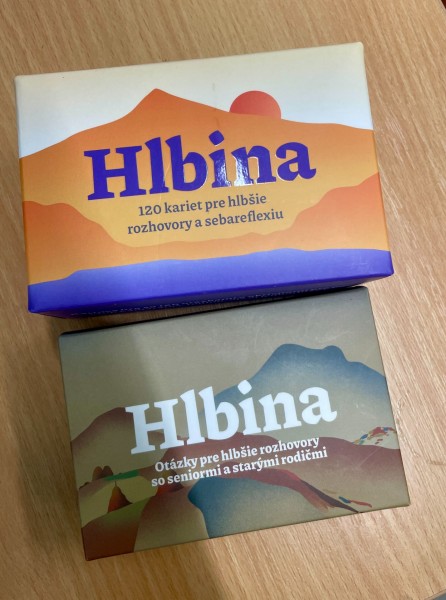 Hlbina
120 kariet pre hlbšie
rozhovory a sebareflexiu
Hlbina
Otázky pre hlbšie rozhovory
so seniormi a starými rodičmi